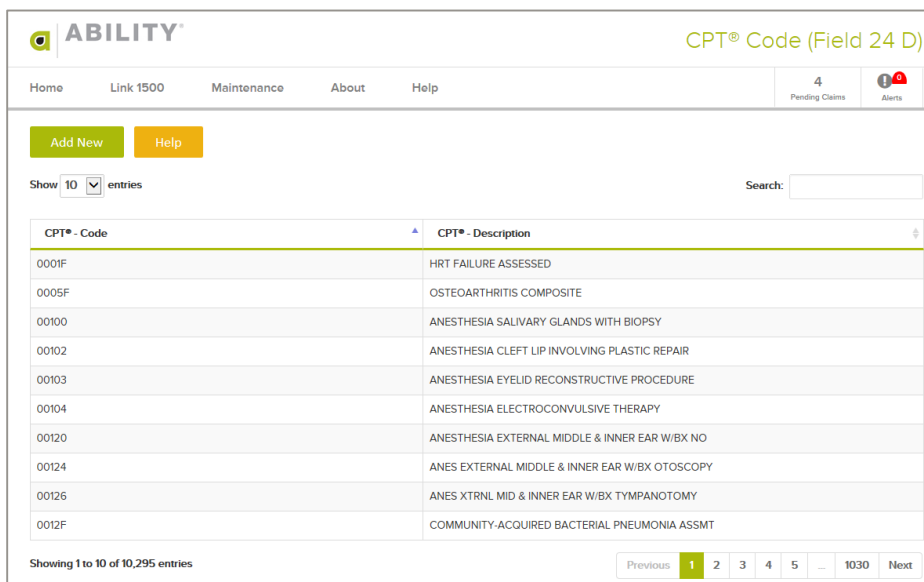 a ABILITY®
CPT® Code (Field 24 D)
Home Link 1500 Maintenance About Help
4
Pending Claims
0
Alerts
Add New Help
Show 10 entries
Search:
CPT® - Code CPT® - Description
0001F HRT FAILURE ASSESSED
0005F OSTEOARTHRITIS COMPOSITE
00100 ANESTHESIA SALIVARY GLANDS WITH BIOPSY
00102 ANESTHESIA CLEFT LIP INVOLVING PLASTIC REPAIR
00103 ANESTHESIA EYELID RECONSTRUCTIVE PROCEDURE
00104 ANESTHESIA ELECTROCONVULSIVE THERAPY
00120 ANESTHESIA EXTERNAL MIDDLE & INNER EAR W/BX NO
00124 ANES EXTERNAL MIDDLE & INNER EAR W/BX OTOSCOPY
00126 ANES XTRNL MID & INNER EAR W/BX TYMPANOTOMY
0012F COMMUNITY-ACQUIRED BACTERIAL PNEUMONIA ASSMT
Showing 1 to 10 of 10,295 entries
Previous 1 2 3 4 5 ... 1030 Next